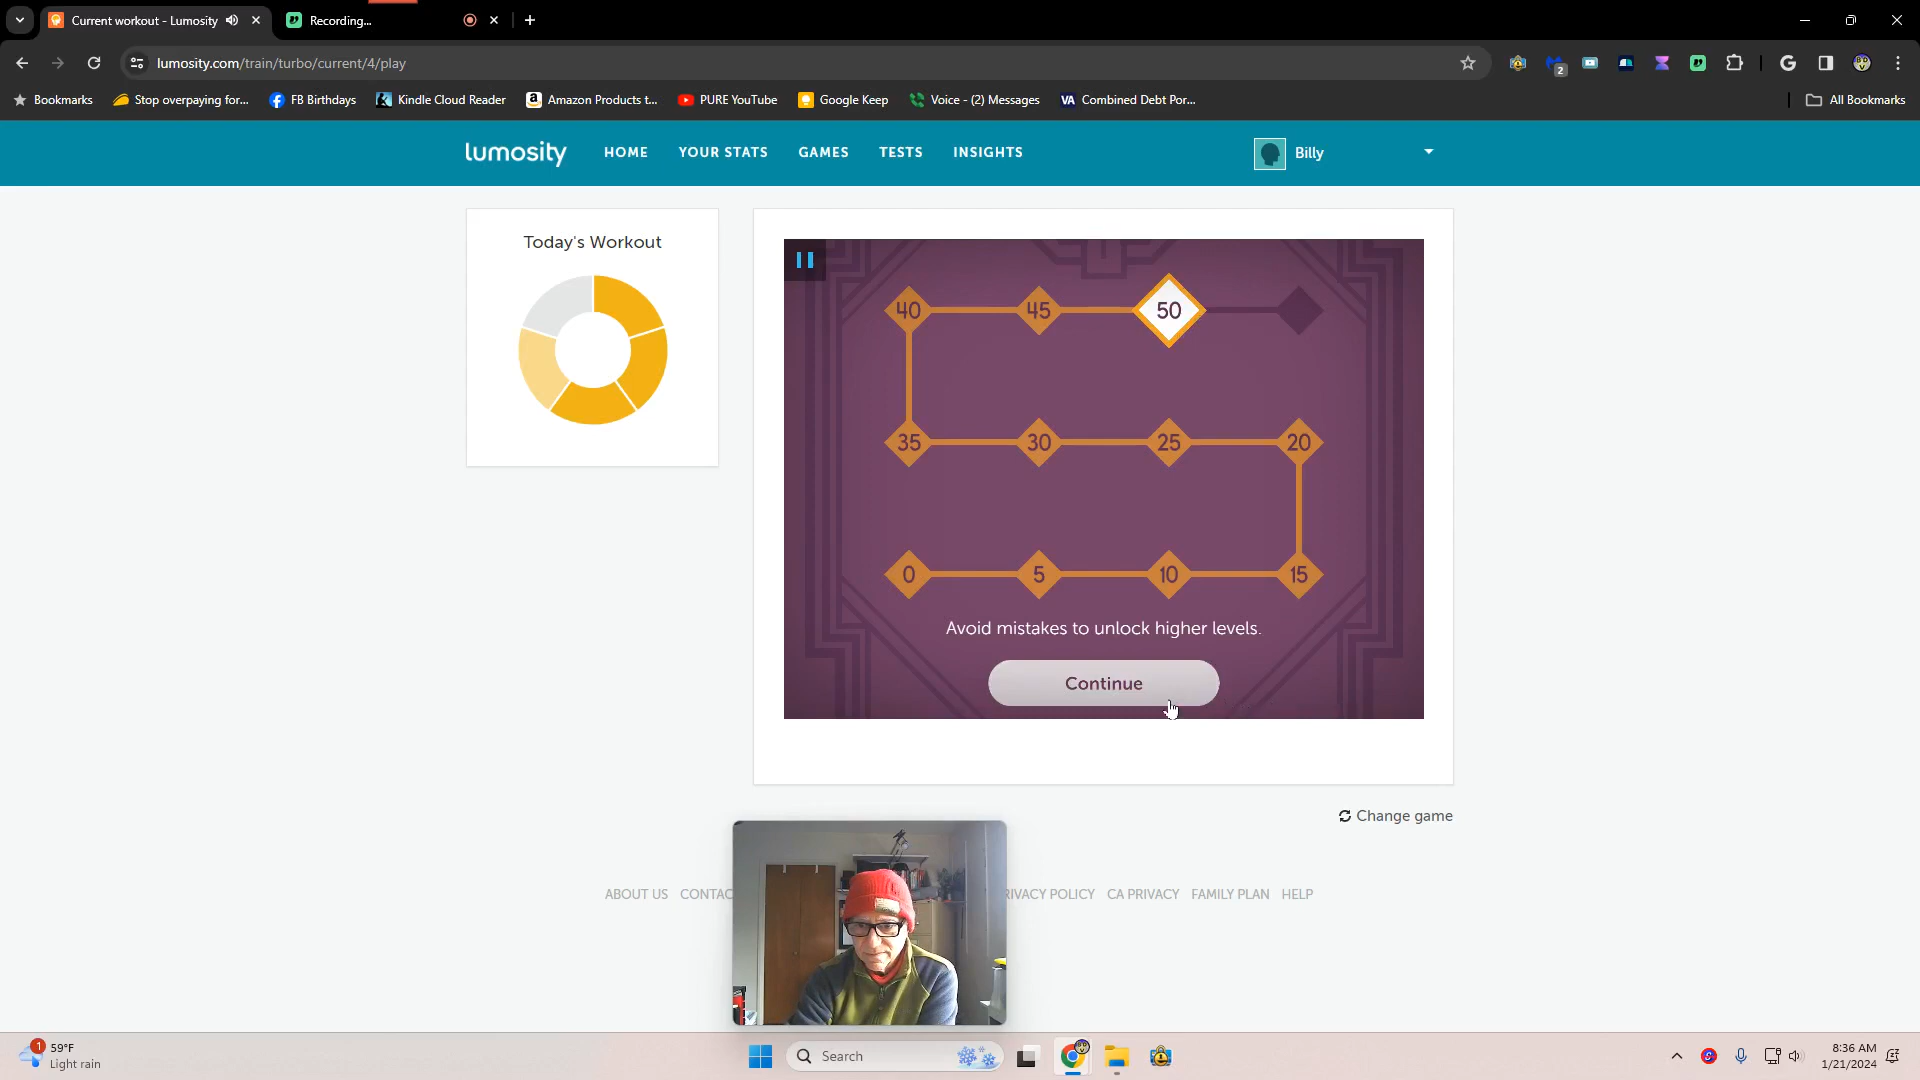 Current workout - Lumosity
Recording...
lumosity.com/train/turbo/current/4/play
2
Bookmarks
Stop overpaying for...
FB Birthdays
Kindle Cloud Reader
Amazon Products t...
PURE YouTube
Google Keep
Voice - (2) Messages
VA Combined Debt Por...
All Bookmarks
lumosity
HOME
YOUR STATS
GAMES
TESTS
INSIGHTS
Billy
Today's Workout
40 45 50
35 30 25 20
0 5 10 15
Avoid mistakes to unlock higher levels.
Continue
Change game
ABOUT US
PRIVACY POLICY
CA PRIVACY
FAMILY PLAN
HELP
1
59°F
Light rain
Search
8:36 AM
1/21/2024